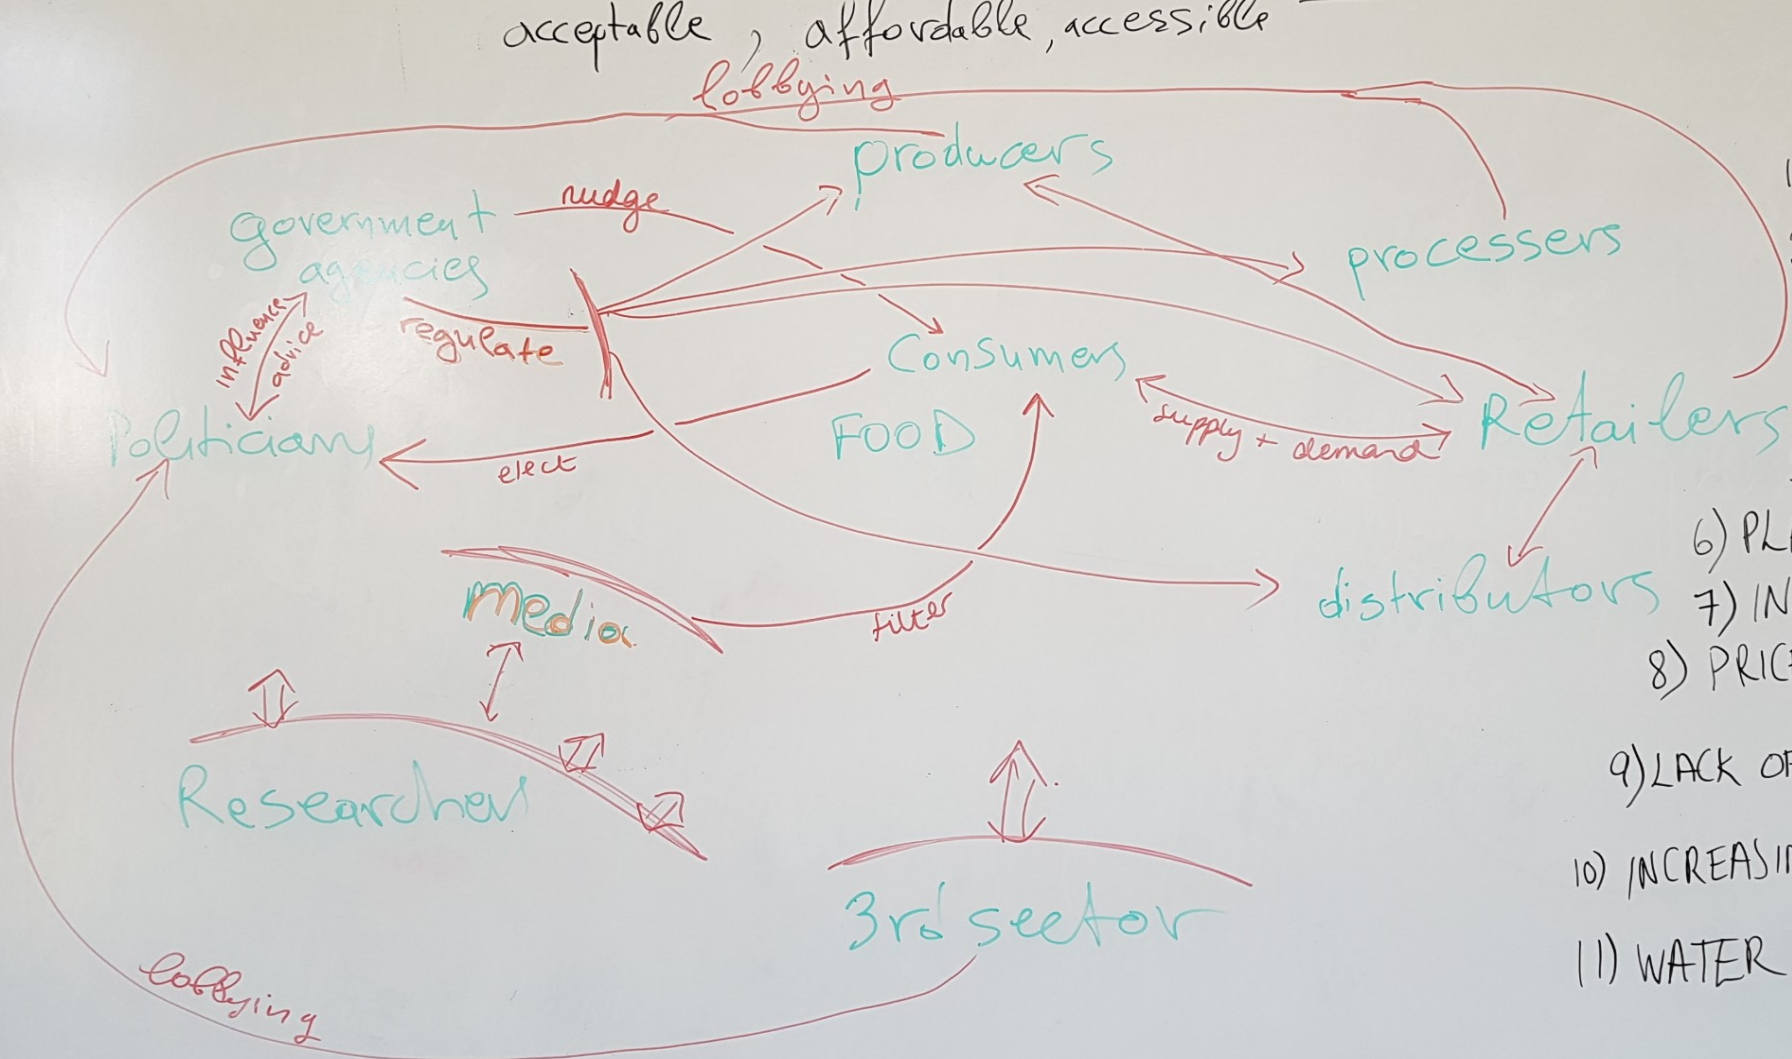 acceptable, affordable, accessible
lobbying
producers
nudge
government
agencies
processers
influence
advice
regulate
Consumers
Politicians
elect
FOOD
supply + demand
Retailers
media
filter
distributors
6) PL
7) IN
8) PRIC
Researchers
9) LACK OF
3rd sector
10) INCREASIN
11) WATER
lobbying